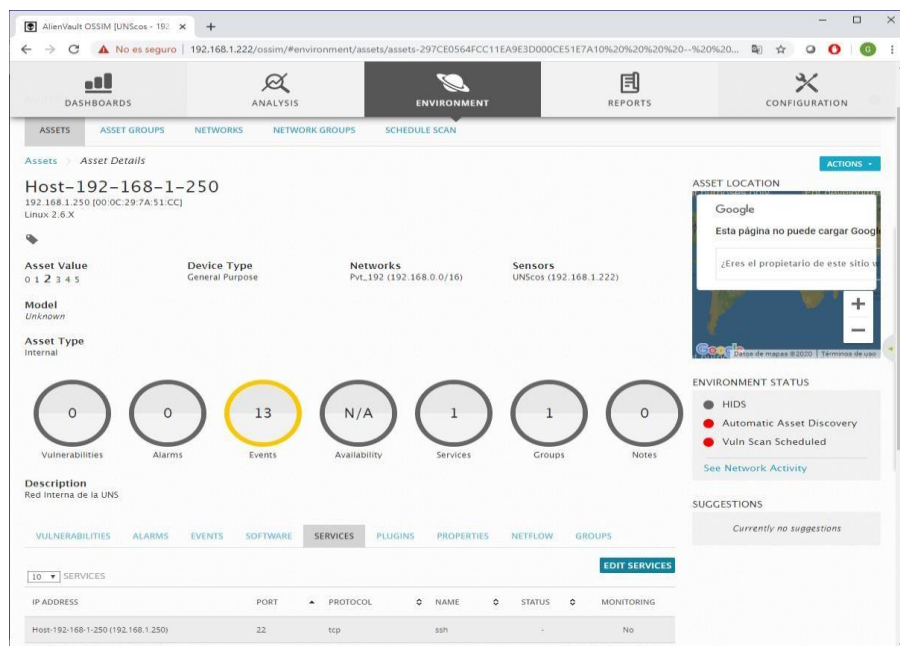 AlienVault OSSIM [UNScos - 192
No es seguro | 192.168.1.222/ossim/#environment/assets/assets-297CE0564FCC11EA9E3D000CE51E7A10%20%20%20%20%20--%20%20...
G
DASHBOARDS
ANALYSIS
ENVIRONMENT
REPORTS
CONFIGURATION
ASSETS
ASSET GROUPS
NETWORKS
NETWORK GROUPS
SCHEDULE SCAN
Assets
Asset Details
ACTIONS
Host-192-168-1-250
192.168.1.250 [00:0C:29:7A:51:CC]
Linux 2.6.X
Asset Value
0 1 2 3 4 5
Device Type
General Purpose
Networks
Pvt_192 (192.168.0.0/16)
Sensors
UNScos (192.168.1.222)
Model
Unknown
Asset Type
Internal
0
Vulnerabilities
0
Alarms
13
Events
N/A
Availability
1
Services
1
Groups
0
Notes
Description
Red Interna de la UNS
ASSET LOCATION
Google
Esta página no puede cargar Googl
¿Eres el propietario de este sitio w
+
−
Google
Datos de mapas ©2020 | Términos de uso
ENVIRONMENT STATUS
HIDS
Automatic Asset Discovery
Vuln Scan Scheduled
See Network Activity
SUGGESTIONS
Currently no suggestions
VULNERABILITIES
ALARMS
EVENTS
SOFTWARE
SERVICES
PLUGINS
PROPERTIES
NETFLOW
GROUPS
EDIT SERVICES
10 SERVICES
IP ADDRESS PORT PROTOCOL NAME STATUS MONITORING
Host-192-168-1-250 (192.168.1.250) 22 tcp ssh - No